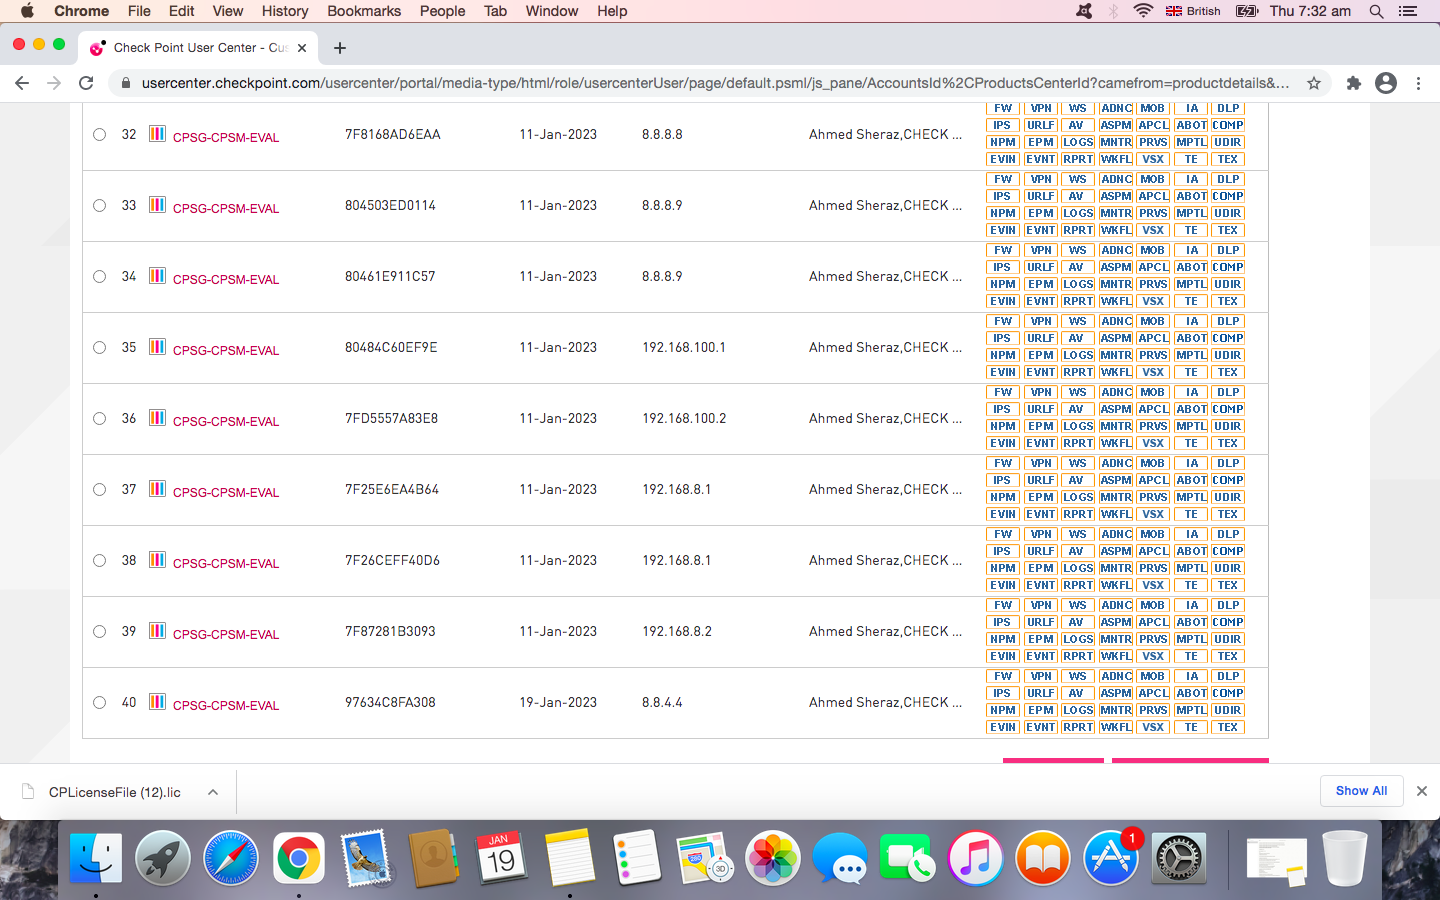 Chrome File Edit View History Bookmarks People Tab Window Help British Thu 7:32 am
Check Point User Center - Cus
usercenter.checkpoint.com/usercenter/portal/media-type/html/role/usercenterUser/page/default.psml/js_pane/AccountsId%2CProductsCenterId?camefrom=productdetails&...
FW VPN WS ADNC MOB IA DLP
32 CPSG-CPSM-EVAL 7F8168AD6EAA 11-Jan-2023 8.8.8.8 Ahmed Sheraz,CHECK ...
IPS URLF AV ASPM APCL ABOT COMP
NPM EPM LOGS MNTR PRVS MPTL UDIR
EVIN EVNT RPRT WKFL VSX TE TEX
FW VPN WS ADNC MOB IA DLP
33 CPSG-CPSM-EVAL 804503ED0114 11-Jan-2023 8.8.8.9 Ahmed Sheraz,CHECK ...
IPS URLF AV ASPM APCL ABOT COMP
NPM EPM LOGS MNTR PRVS MPTL UDIR
EVIN EVNT RPRT WKFL VSX TE TEX
FW VPN WS ADNC MOB IA DLP
34 CPSG-CPSM-EVAL 80461E911C57 11-Jan-2023 8.8.8.9 Ahmed Sheraz,CHECK ...
IPS URLF AV ASPM APCL ABOT COMP
NPM EPM LOGS MNTR PRVS MPTL UDIR
EVIN EVNT RPRT WKFL VSX TE TEX
FW VPN WS ADNC MOB IA DLP
35 CPSG-CPSM-EVAL 80484C60EF9E 11-Jan-2023 192.168.100.1 Ahmed Sheraz,CHECK ...
IPS URLF AV ASPM APCL ABOT COMP
NPM EPM LOGS MNTR PRVS MPTL UDIR
EVIN EVNT RPRT WKFL VSX TE TEX
FW VPN WS ADNC MOB IA DLP
36 CPSG-CPSM-EVAL 7FD5557A83E8 11-Jan-2023 192.168.100.2 Ahmed Sheraz,CHECK ...
IPS URLF AV ASPM APCL ABOT COMP
NPM EPM LOGS MNTR PRVS MPTL UDIR
EVIN EVNT RPRT WKFL VSX TE TEX
FW VPN WS ADNC MOB IA DLP
37 CPSG-CPSM-EVAL 7F25E6EA4B64 11-Jan-2023 192.168.8.1 Ahmed Sheraz,CHECK ...
IPS URLF AV ASPM APCL ABOT COMP
NPM EPM LOGS MNTR PRVS MPTL UDIR
EVIN EVNT RPRT WKFL VSX TE TEX
FW VPN WS ADNC MOB IA DLP
38 CPSG-CPSM-EVAL 7F26CEFF40D6 11-Jan-2023 192.168.8.1 Ahmed Sheraz,CHECK ...
IPS URLF AV ASPM APCL ABOT COMP
NPM EPM LOGS MNTR PRVS MPTL UDIR
EVIN EVNT RPRT WKFL VSX TE TEX
FW VPN WS ADNC MOB IA DLP
39 CPSG-CPSM-EVAL 7F87281B3093 11-Jan-2023 192.168.8.2 Ahmed Sheraz,CHECK ...
IPS URLF AV ASPM APCL ABOT COMP
NPM EPM LOGS MNTR PRVS MPTL UDIR
EVIN EVNT RPRT WKFL VSX TE TEX
FW VPN WS ADNC MOB IA DLP
40 CPSG-CPSM-EVAL 97634C8FA308 19-Jan-2023 8.8.4.4 Ahmed Sheraz,CHECK ...
IPS URLF AV ASPM APCL ABOT COMP
NPM EPM LOGS MNTR PRVS MPTL UDIR
EVIN EVNT RPRT WKFL VSX TE TEX
CPLicenseFile (12).lic Show All
JAN
19
280
3D
1